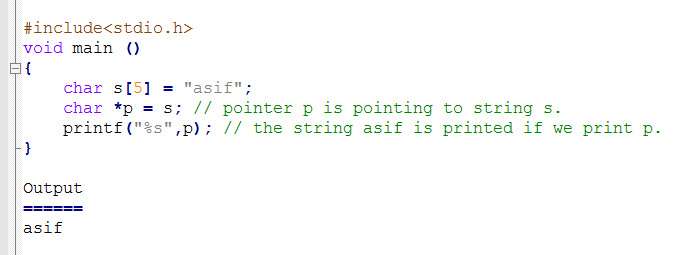 #include<stdio.h>
void main ()
{
char s[5] = "asif";
char *p = s; // pointer p is pointing to string s.
printf("%s",p); // the string asif is printed if we print p.
}
Output
======
asif